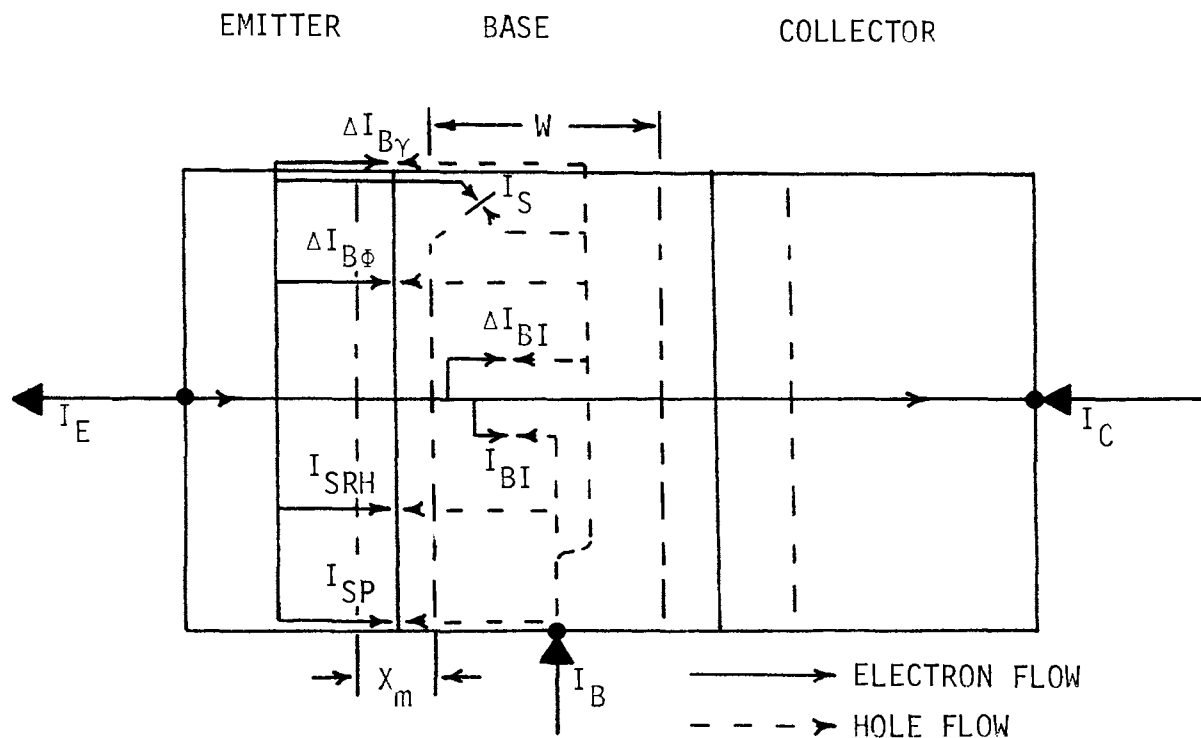 EMITTER BASE COLLECTOR
W
ΔI_Bγ
I_S
ΔI_BΦ
ΔI_BI
I_E
I_C
I_BI
I_SRH
I_SP
X_m
I_B
ELECTRON FLOW
HOLE FLOW